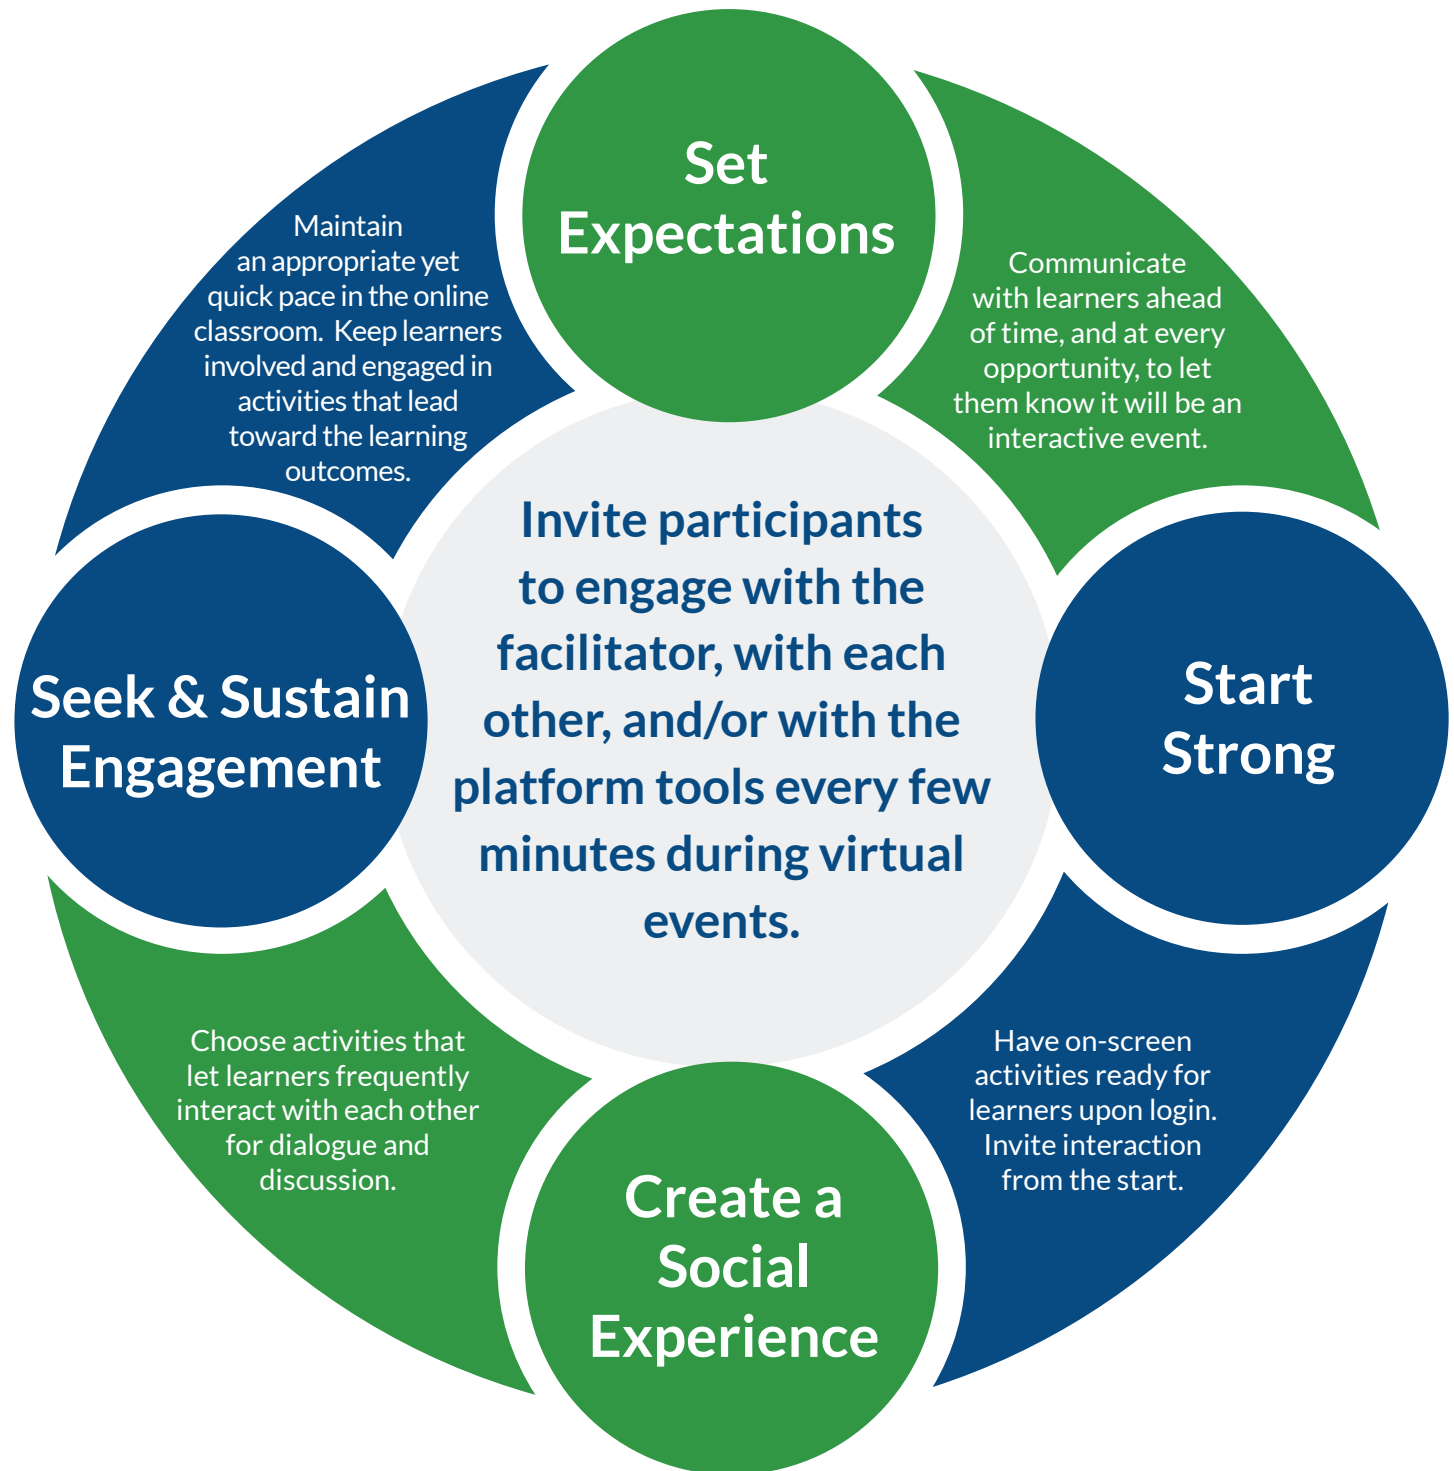 Set
Expectations
Communicate
with learners ahead
of time, and at every
opportunity, to let
them know it will be an
interactive event.
Start
Strong
Have on-screen
activities ready for
learners upon login.
Invite interaction
from the start.
Create a
Social
Experience
Choose activities that
let learners frequently
interact with each other
for dialogue and
discussion.
Seek & Sustain
Engagement
Maintain
an appropriate yet
quick pace in the online
classroom.  Keep learners
involved and engaged in
activities that lead
toward the learning
outcomes.
Invite participants
to engage with the
facilitator, with each
other, and/or with the
platform tools every few
minutes during virtual
events.